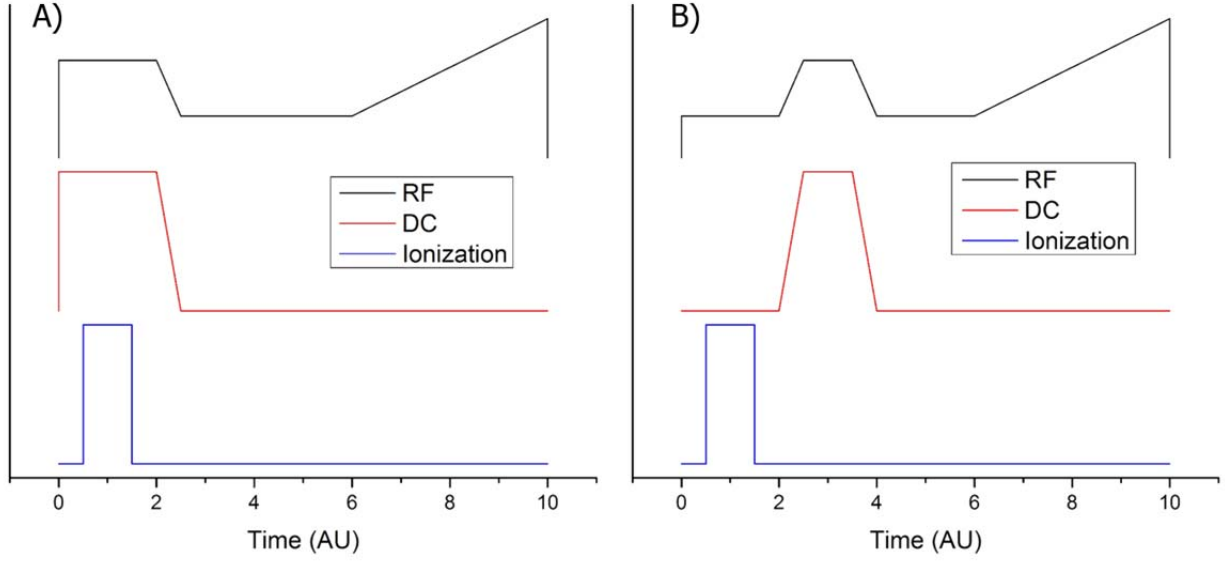 A)
RF
DC
Ionization
0 2 4 6 8 10
Time (AU)
B)
RF
DC
Ionization
0 2 4 6 8 10
Time (AU)